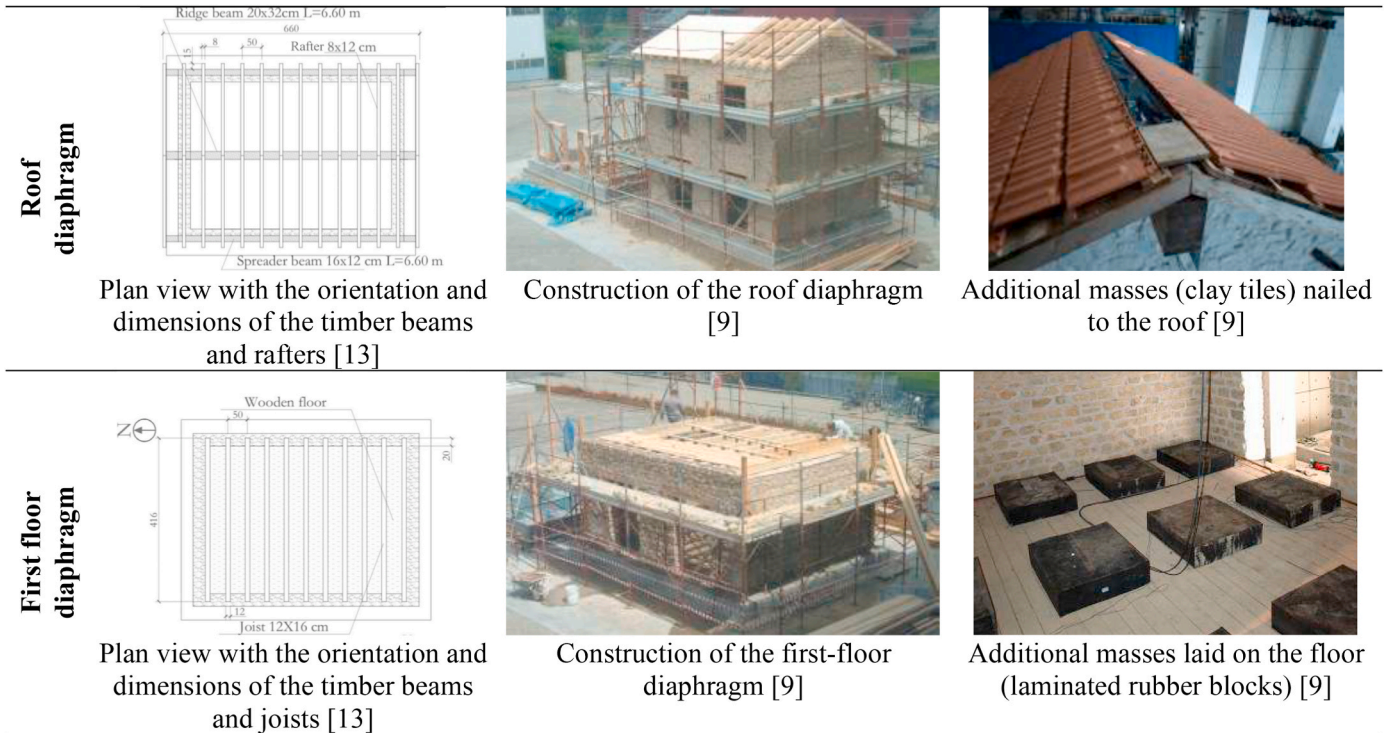 Ridge beam 20x32cm L=6.60 m
660
Rafter 8x12 cm
15
8
50
Spreader beam 16x12 cm L=6.60 m
Roof
diaphragm
Plan view with the orientation and
dimensions of the timber beams
and rafters [13]
Construction of the roof diaphragm
[9]
Additional masses (clay tiles) nailed
to the roof [9]
Wooden floor
50
N
20
416
12
Joist 12X16 cm
First floor
diaphragm
Plan view with the orientation and
dimensions of the timber beams
and joists [13]
Construction of the first-floor
diaphragm [9]
Additional masses laid on the floor
(laminated rubber blocks) [9]